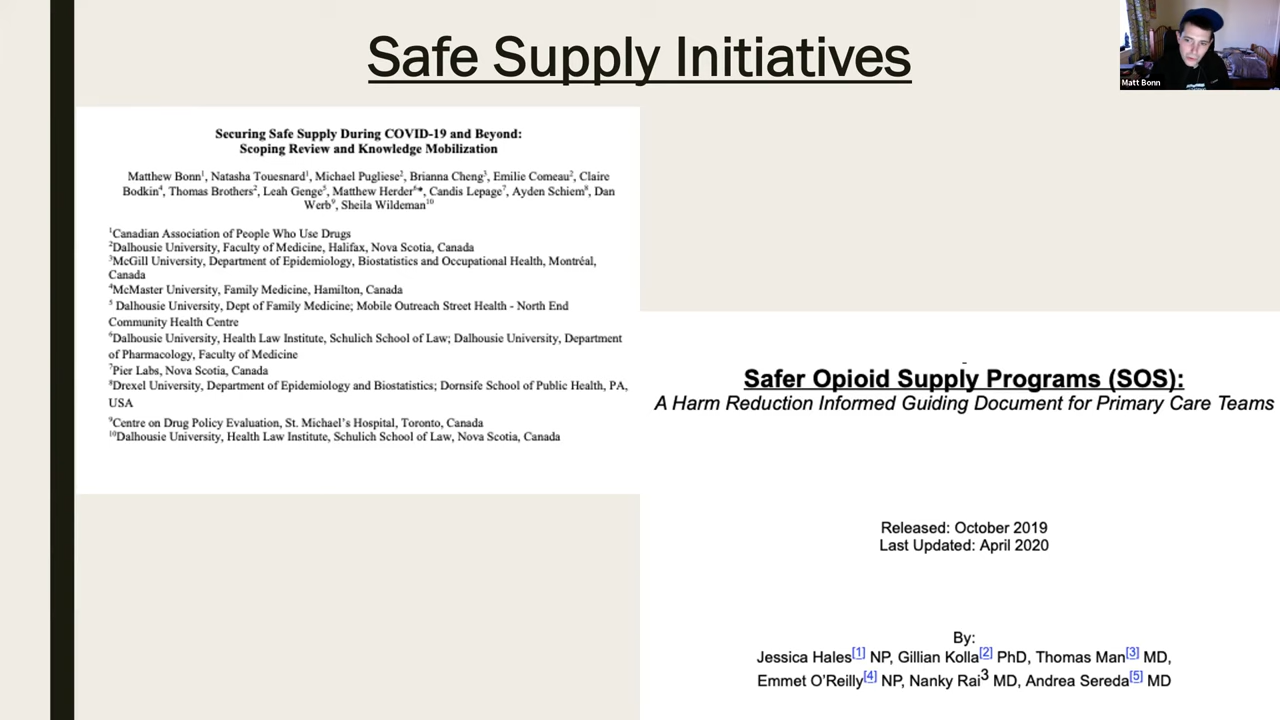 Safe Supply Initiatives
Matt Bonn
Securing Safe Supply During COVID-19 and Beyond:
Scoping Review and Knowledge Mobilization
Matthew Bonn¹, Natasha Touesnard¹, Michael Pugliese², Brianna Cheng³, Emilie Comeau², Claire
Bodkin⁴, Thomas Brothers², Leah Genge⁵, Matthew Herder⁶*, Candis Lepage⁷, Ayden Schiem⁸, Dan
Werb⁹, Sheila Wildeman¹⁰
¹Canadian Association of People Who Use Drugs
²Dalhousie University, Faculty of Medicine, Halifax, Nova Scotia, Canada
³McGill University, Department of Epidemiology, Biostatistics and Occupational Health, Montréal,
Canada
⁴McMaster University, Family Medicine, Hamilton, Canada
⁵ Dalhousie University, Dept of Family Medicine; Mobile Outreach Street Health - North End
Community Health Centre
⁶Dalhousie University, Health Law Institute, Schulich School of Law; Dalhousie University, Department
of Pharmacology, Faculty of Medicine
⁷Pier Labs, Nova Scotia, Canada
⁸Drexel University, Department of Epidemiology and Biostatistics; Dornsife School of Public Health, PA,
USA
⁹Centre on Drug Policy Evaluation, St. Michael's Hospital, Toronto, Canada
¹⁰Dalhousie University, Health Law Institute, Schulich School of Law, Nova Scotia, Canada
Safer Opioid Supply Programs (SOS):
A Harm Reduction Informed Guiding Document for Primary Care Teams
Released: October 2019
Last Updated: April 2020
By:
Jessica Hales[1] NP, Gillian Kolla[2] PhD, Thomas Man[3] MD,
Emmet O'Reilly[4] NP, Nanky Rai³ MD, Andrea Sereda[5] MD